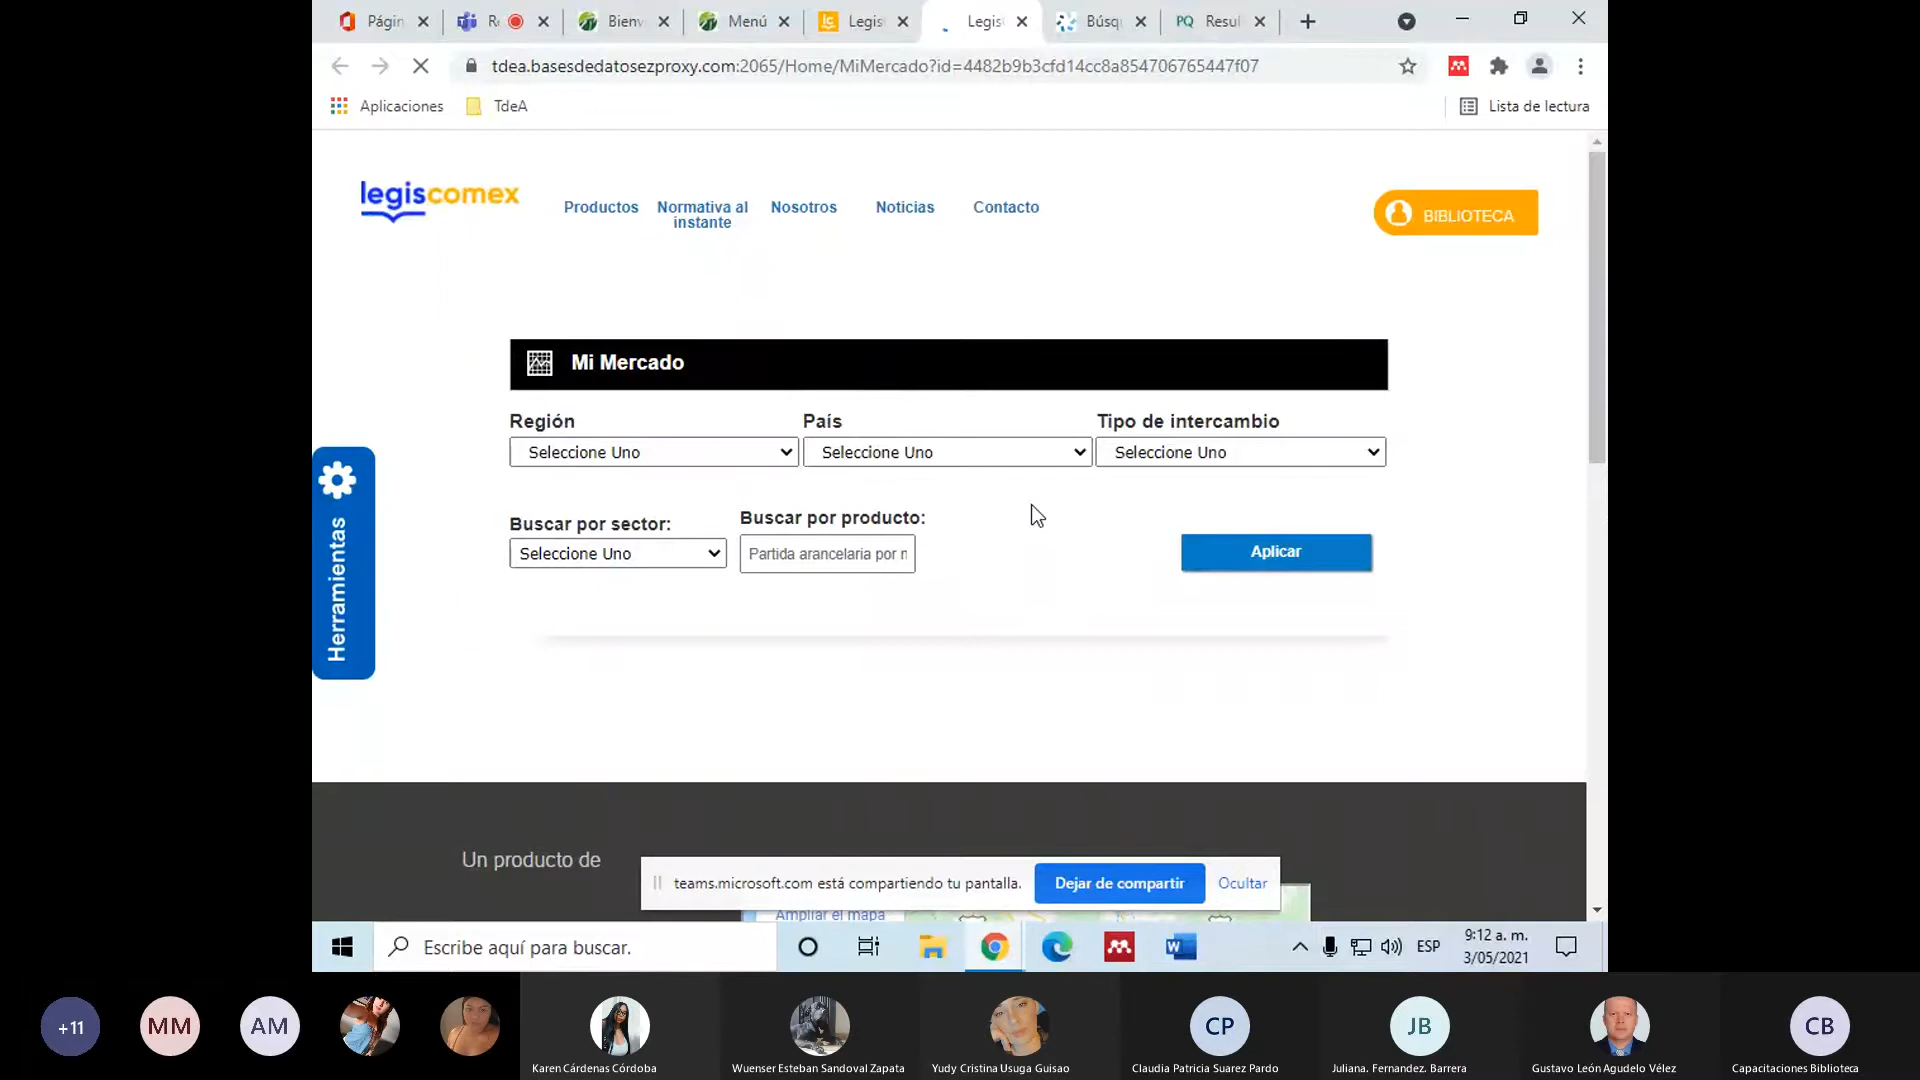 Págin
R
Bienv
Menú
lc Legis
Legis
Búsq
PQ Resul
tdea.basesdedatosezproxy.com:2065/Home/MiMercado?id=4482b9b3cfd14cc8a854706765447f07
Aplicaciones
TdeA
Lista de lectura
legiscomex
Productos
Normativa al
instante
Nosotros
Noticias
Contacto
BIBLIOTECA
Mi Mercado
Región
País
Tipo de intercambio
Seleccione Uno
Seleccione Uno
Seleccione Uno
Buscar por sector:
Buscar por producto:
Seleccione Uno
Partida arancelaria por n
Aplicar
Herramientas
Un producto de
teams.microsoft.com está compartiendo tu pantalla.
Dejar de compartir
Ocultar
Ampliar el mapa
Escribe aquí para buscar.
W
ESP
9:12 a. m.
3/05/2021
+11
MM
AM
CP
JB
CB
Karen Cárdenas Córdoba
Wuenser Esteban Sandoval Zapata
Yudy Cristina Usuga Guisao
Claudia Patricia Suarez Pardo
Juliana. Fernandez. Barrera
Gustavo León Agudelo Vélez
Capacitaciones Biblioteca